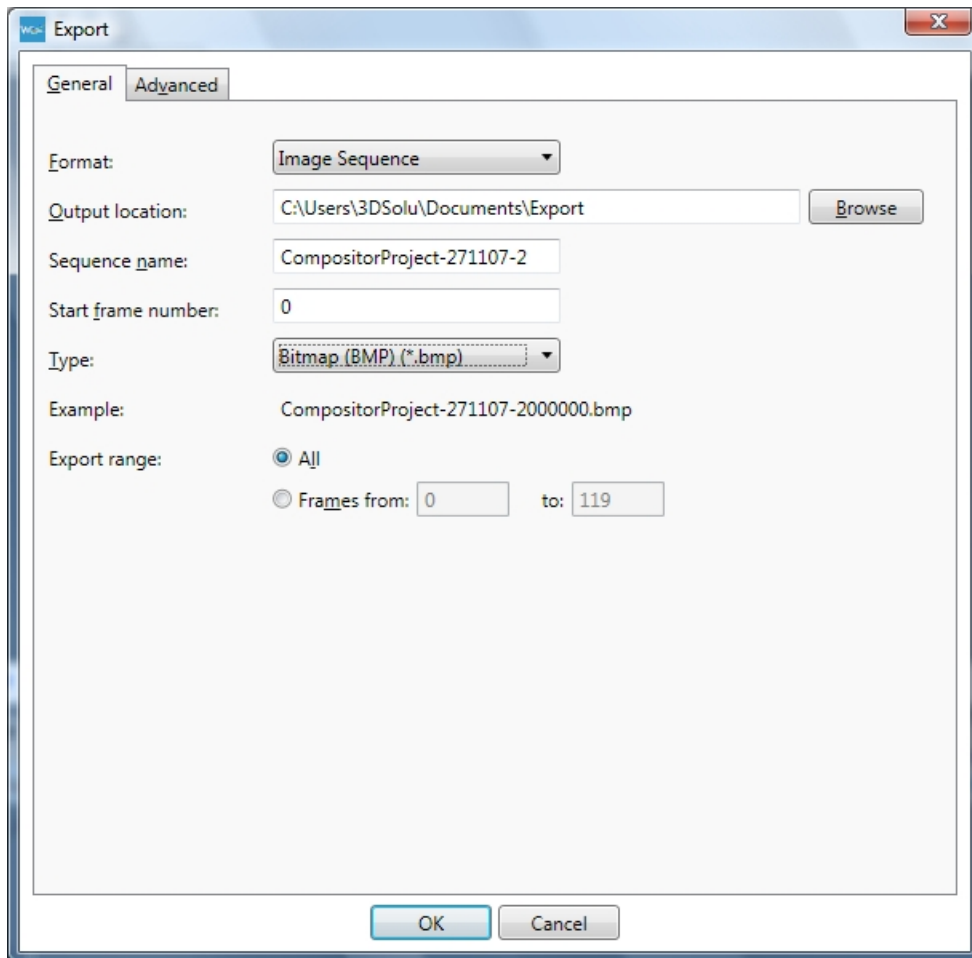 Export
General Advanced
Format: Image Sequence
Output location: C:\Users\3DSolu\Documents\Export Browse
Sequence name: CompositorProject-271107-2
Start frame number: 0
Type: Bitmap (BMP) (*.bmp)
Example: CompositorProject-271107-2000000.bmp
Export range: All
Frames from: 0 to: 119
OK Cancel